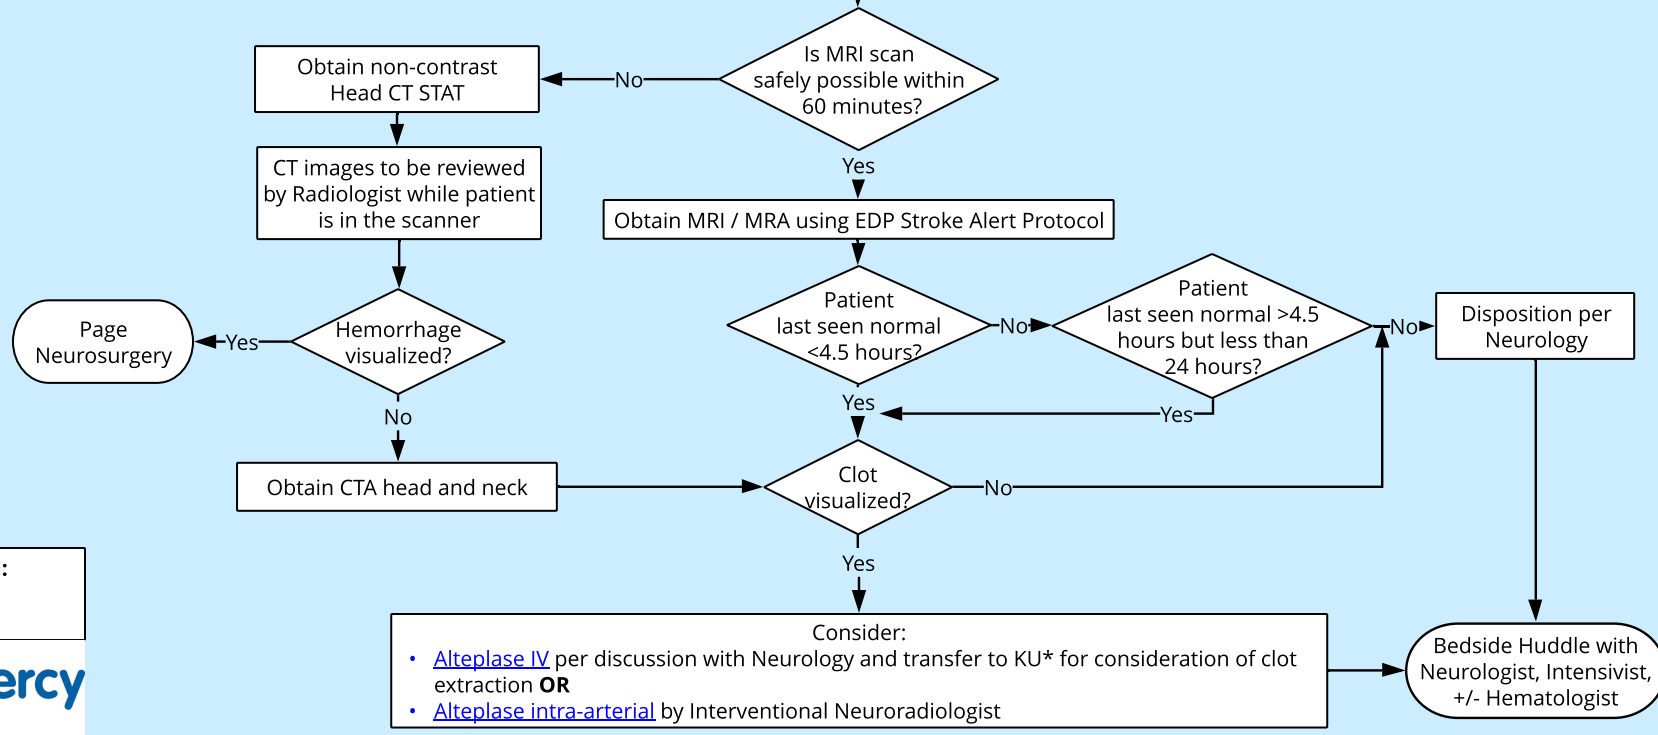 Is MRI scan
safely possible within
60 minutes?
No
Obtain non-contrast
Head CT STAT
Yes
CT images to be reviewed
by Radiologist while patient
is in the scanner
Obtain MRI / MRA using EDP Stroke Alert Protocol
Hemorrhage
visualized?
Yes
Page
Neurosurgery
Patient
last seen normal
<4.5 hours?
No
Patient
last seen normal >4.5
hours but less than
24 hours?
No
Disposition per
Neurology
No
Yes
Yes
Obtain CTA head and neck
Clot
visualized?
No
Yes
:
ercy
Consider:
• Alteplase IV per discussion with Neurology and transfer to KU* for consideration of clot
extraction OR
• Alteplase intra-arterial by Interventional Neuroradiologist
Bedside Huddle with
Neurologist, Intensivist,
+/- Hematologist